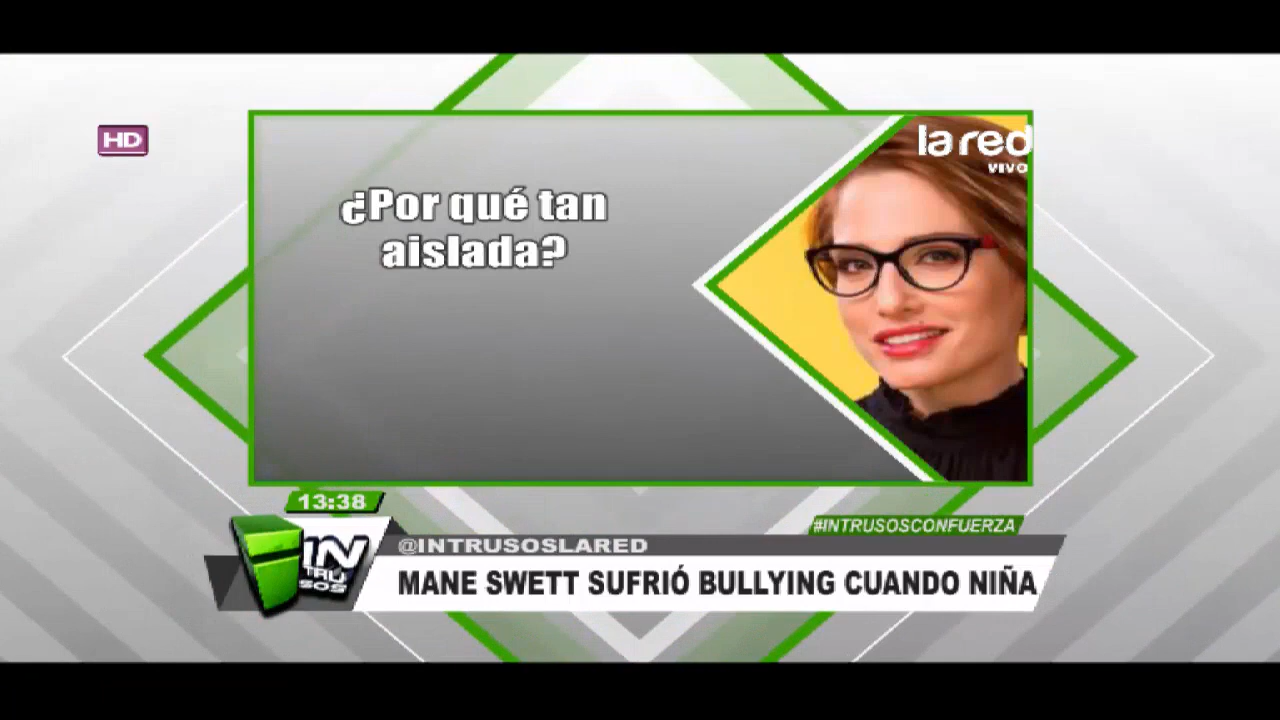 HD
la red
VIVO
¿Por qué tan
aislada?
13:38
#INTRUSOSCONFUERZA
IN
TRU
SOS
@INTRUSOSLARED
MANE SWETT SUFRIÓ BULLYING CUANDO NIÑA